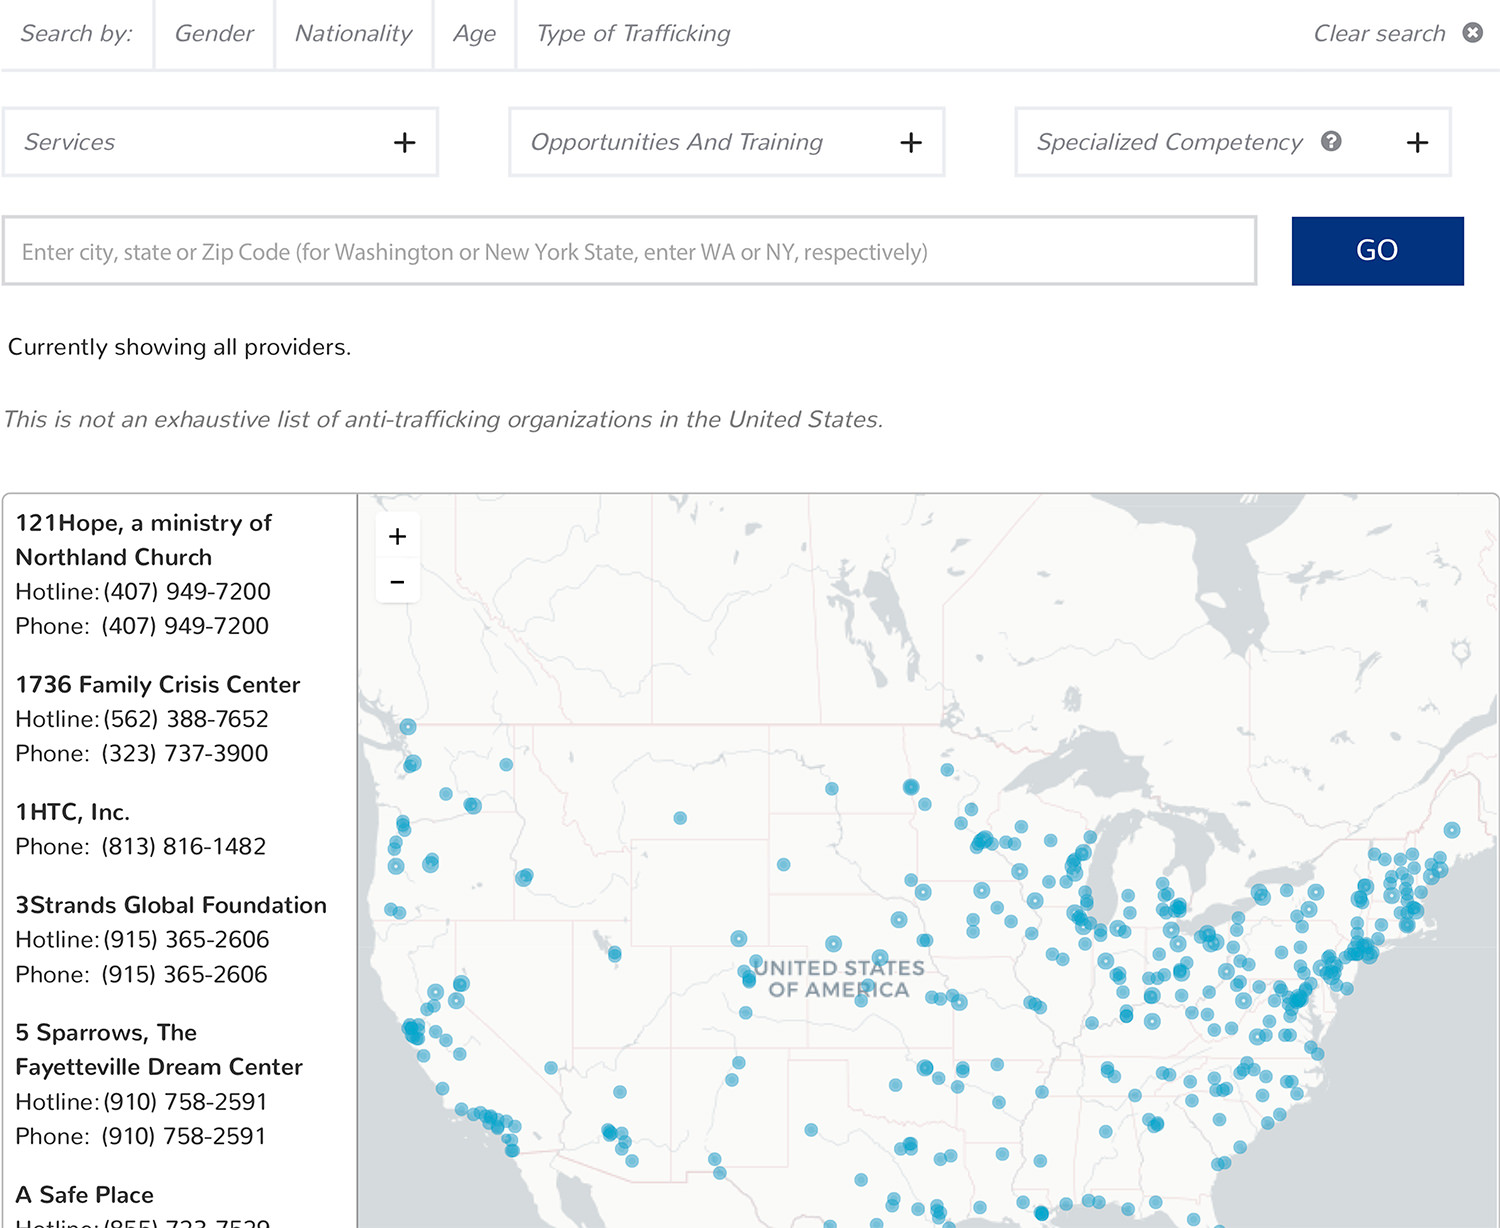 Search by: Gender Nationality Age Type of Trafficking Clear search
Services + Opportunities And Training + Specialized Competency ? +
Enter city, state or Zip Code (for Washington or New York State, enter WA or NY, respectively) GO
Currently showing all providers.
This is not an exhaustive list of anti-trafficking organizations in the United States.
121Hope, a ministry of
Northland Church
Hotline: (407) 949-7200
Phone: (407) 949-7200
1736 Family Crisis Center
Hotline: (562) 388-7652
Phone: (323) 737-3900
1HTC, Inc.
Phone: (813) 816-1482
3Strands Global Foundation
Hotline: (915) 365-2606
Phone: (915) 365-2606
5 Sparrows, The
Fayetteville Dream Center
Hotline: (910) 758-2591
Phone: (910) 758-2591
A Safe Place
Hotline: (855) 723-7529
+
−
UNITED STATES
OF AMERICA